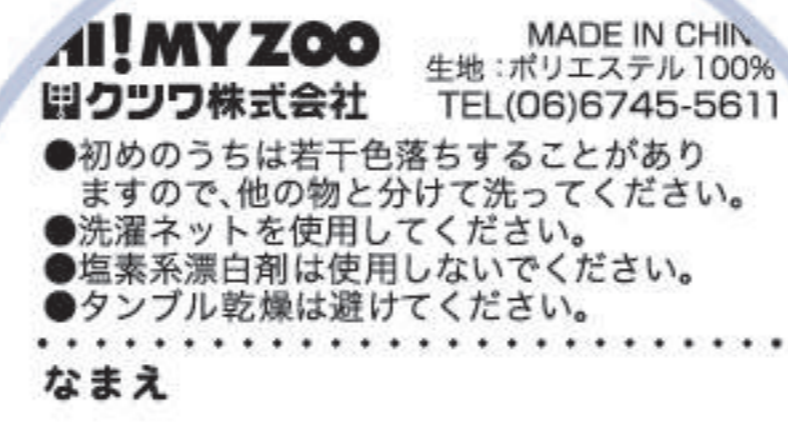 HI!MY ZOO
クツワ株式会社
MADE IN CHIN
生地:ポリエステル100%
TEL(06)6745-5611
●初めのうちは若干色落ちすることがあり
ますので、他の物と分けて洗ってください。
●洗濯ネットを使用してください。
●塩素系漂白剤は使用しないでください。
●タンブル乾燥は避けてください。
なまえ